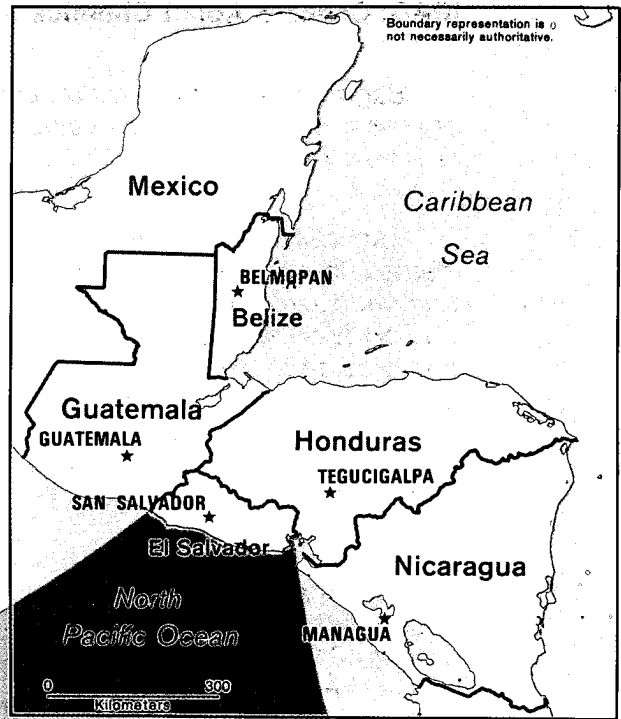 Boundary representation is
not necessarily authoritative.
Mexico
Caribbean
Sea
BELMOPAN
Belize
Guatemala
GUATEMALA
Honduras
TEGUCIGALPA
SAN SALVADOR
El Salvador
Nicaragua
North
Pacific Ocean
MANAGUA
0 300
Kilometers